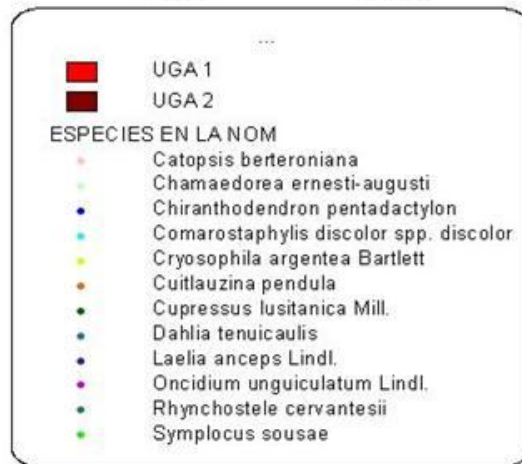 ...
UGA 1
UGA 2
ESPECIES EN LA NOM
Catopsis berteroniana
Chamaedorea ernesti-augusti
Chiranthodendron pentadactylon
Comarostaphylis discolor spp. discolor
Cryosophila argentea Bartlett
Cuitlauzina pendula
Cupressus lusitanica Mill.
Dahlia tenuicaulis
Laelia anceps Lindl.
Oncidium unguiculatum Lindl.
Rhynchostele cervantesii
Symplocus sousae